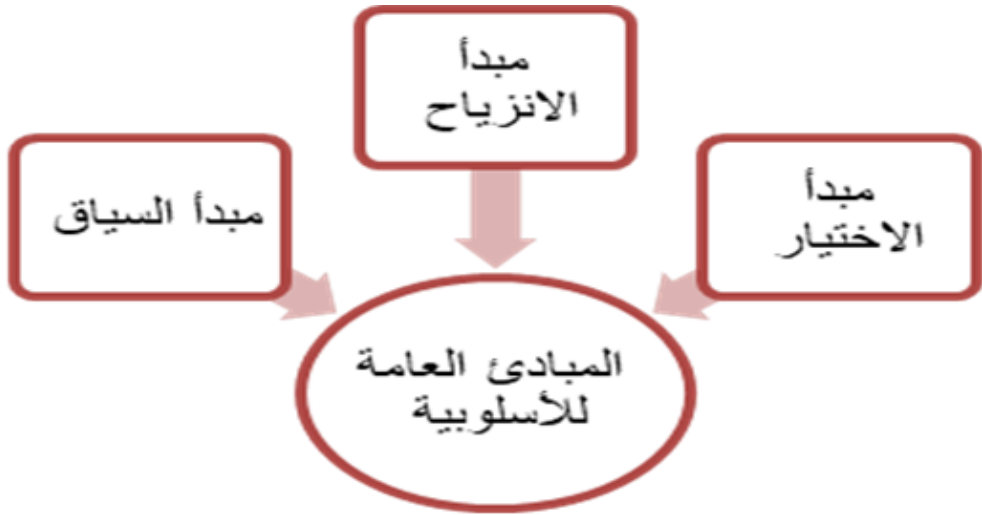 مبدأ
الاختيار
مبدأ
الانزياح
مبدأ السياق
المبادئ العامة
للأسلوبية